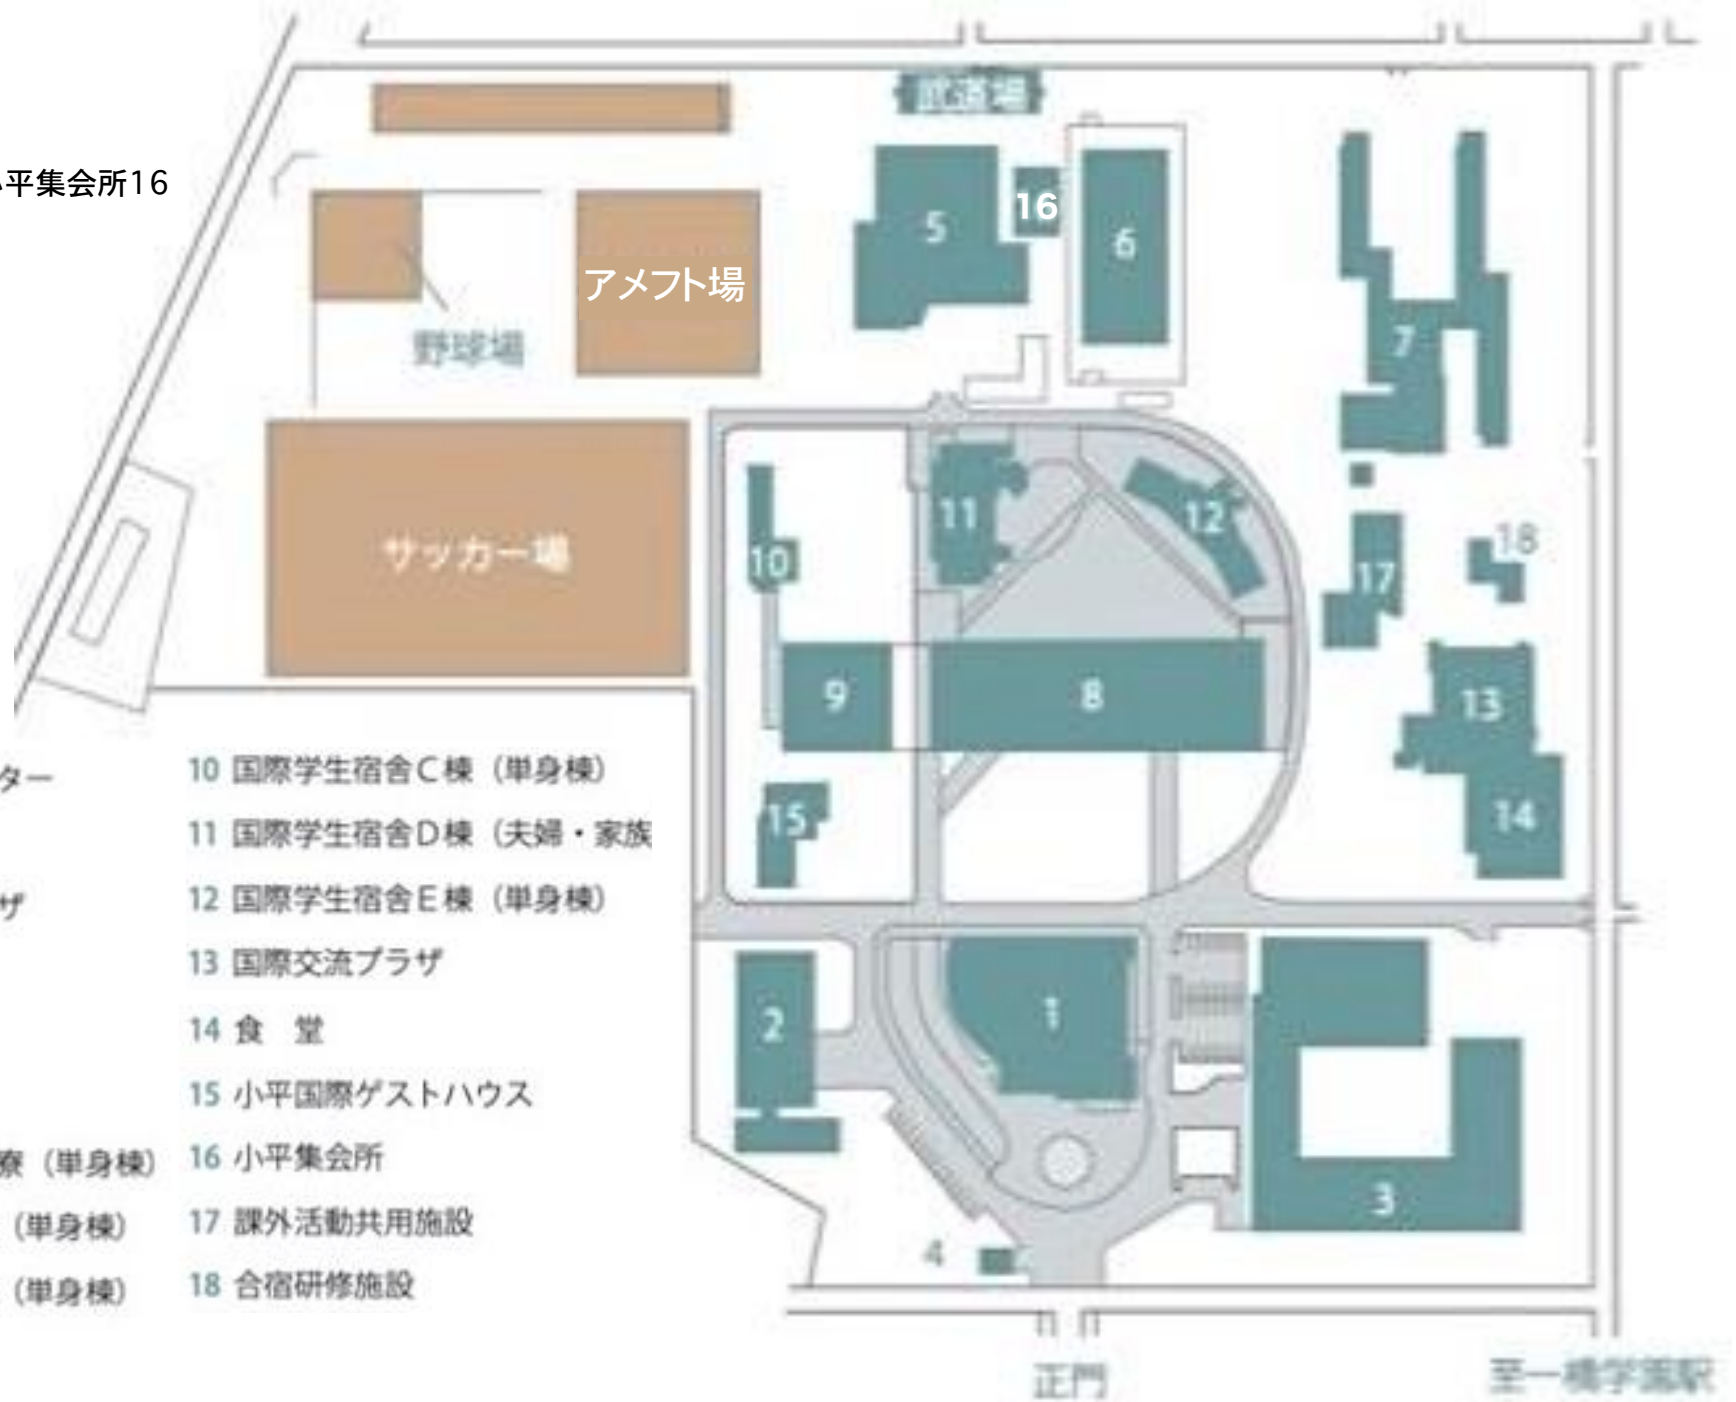 武道場
小平集会所16
16
5
6
アメフト場
7
野球場
11
12
18
サッカー場
10
17
9
8
13
15
14
ター
10 国際学生宿舎C棟（単身棟）
11 国際学生宿舎D棟（夫婦・家族
ザ
12 国際学生宿舎E棟（単身棟）
13 国際交流プラザ
2
1
14 食　堂
15 小平国際ゲストハウス
寮（単身棟）
16 小平集会所
（単身棟）
17 課外活動共用施設
3
4
（単身棟）
18 合宿研修施設
正門
至一橋学園駅